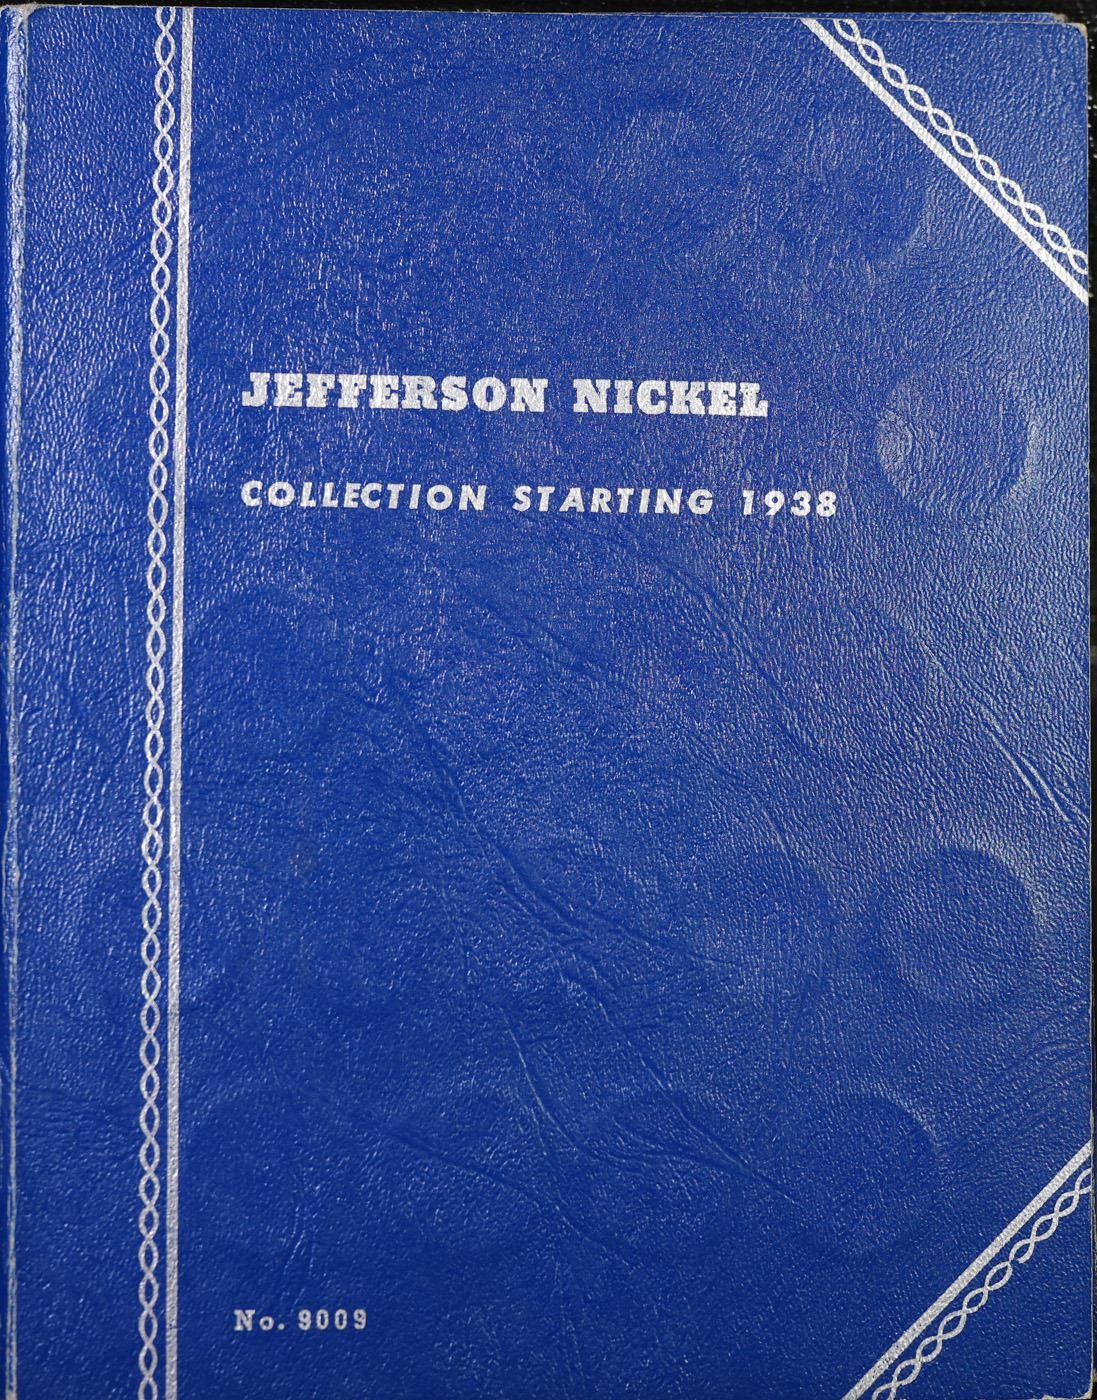 JEFFERSON NICKEL
COLLECTION STARTING 1938
No. 9009